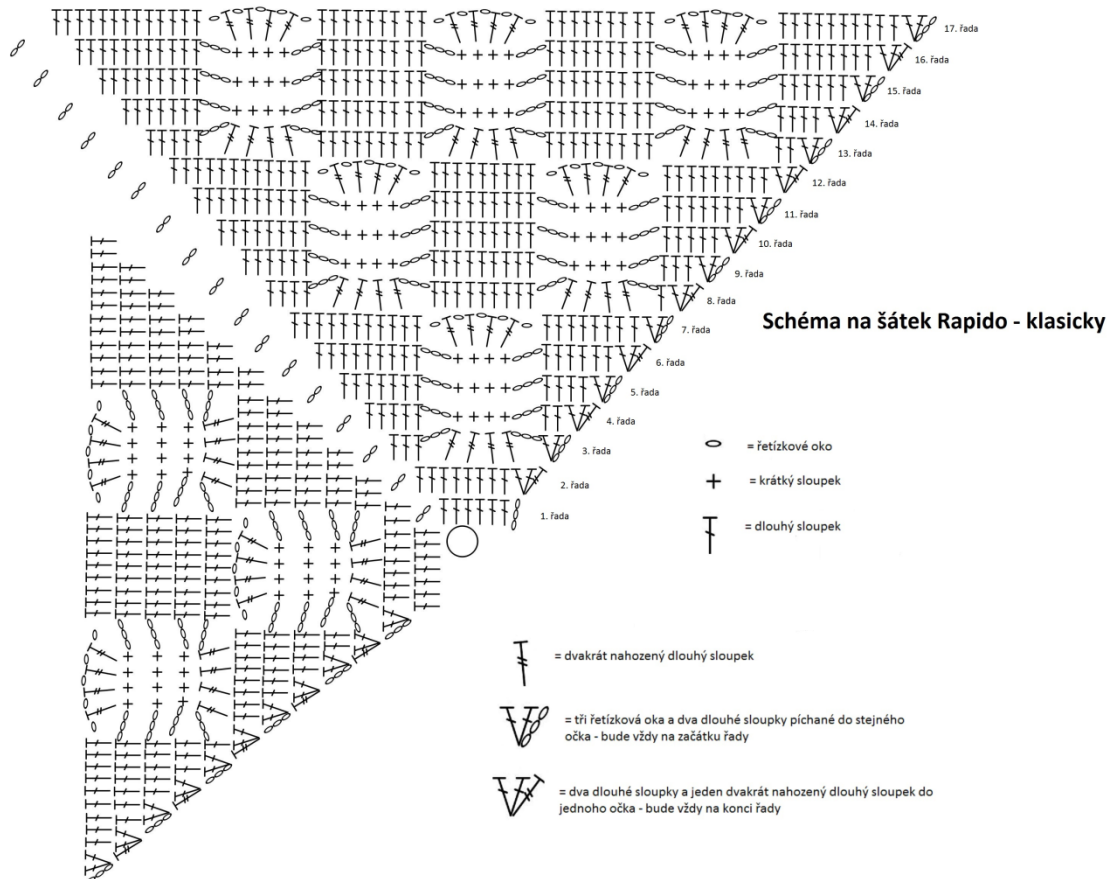 17. řada
16. řada
15. řada
14. řada
13. řada
12. řada
11. řada
10. řada
9. řada
8. řada
7. řada
6. řada
5. řada
4. řada
3. řada
2. řada
1. řada
Schéma na šátek Rapido - klasicky
= řetízkové oko
= krátký sloupek
= dlouhý sloupek
= dvakrát nahozený dlouhý sloupek
= tři řetízková oka a dva dlouhé sloupky píchané do stejného
očka - bude vždy na začátku řady
= dva dlouhé sloupky a jeden dvakrát nahozený dlouhý sloupek do
jednoho očka - bude vždy na konci řady